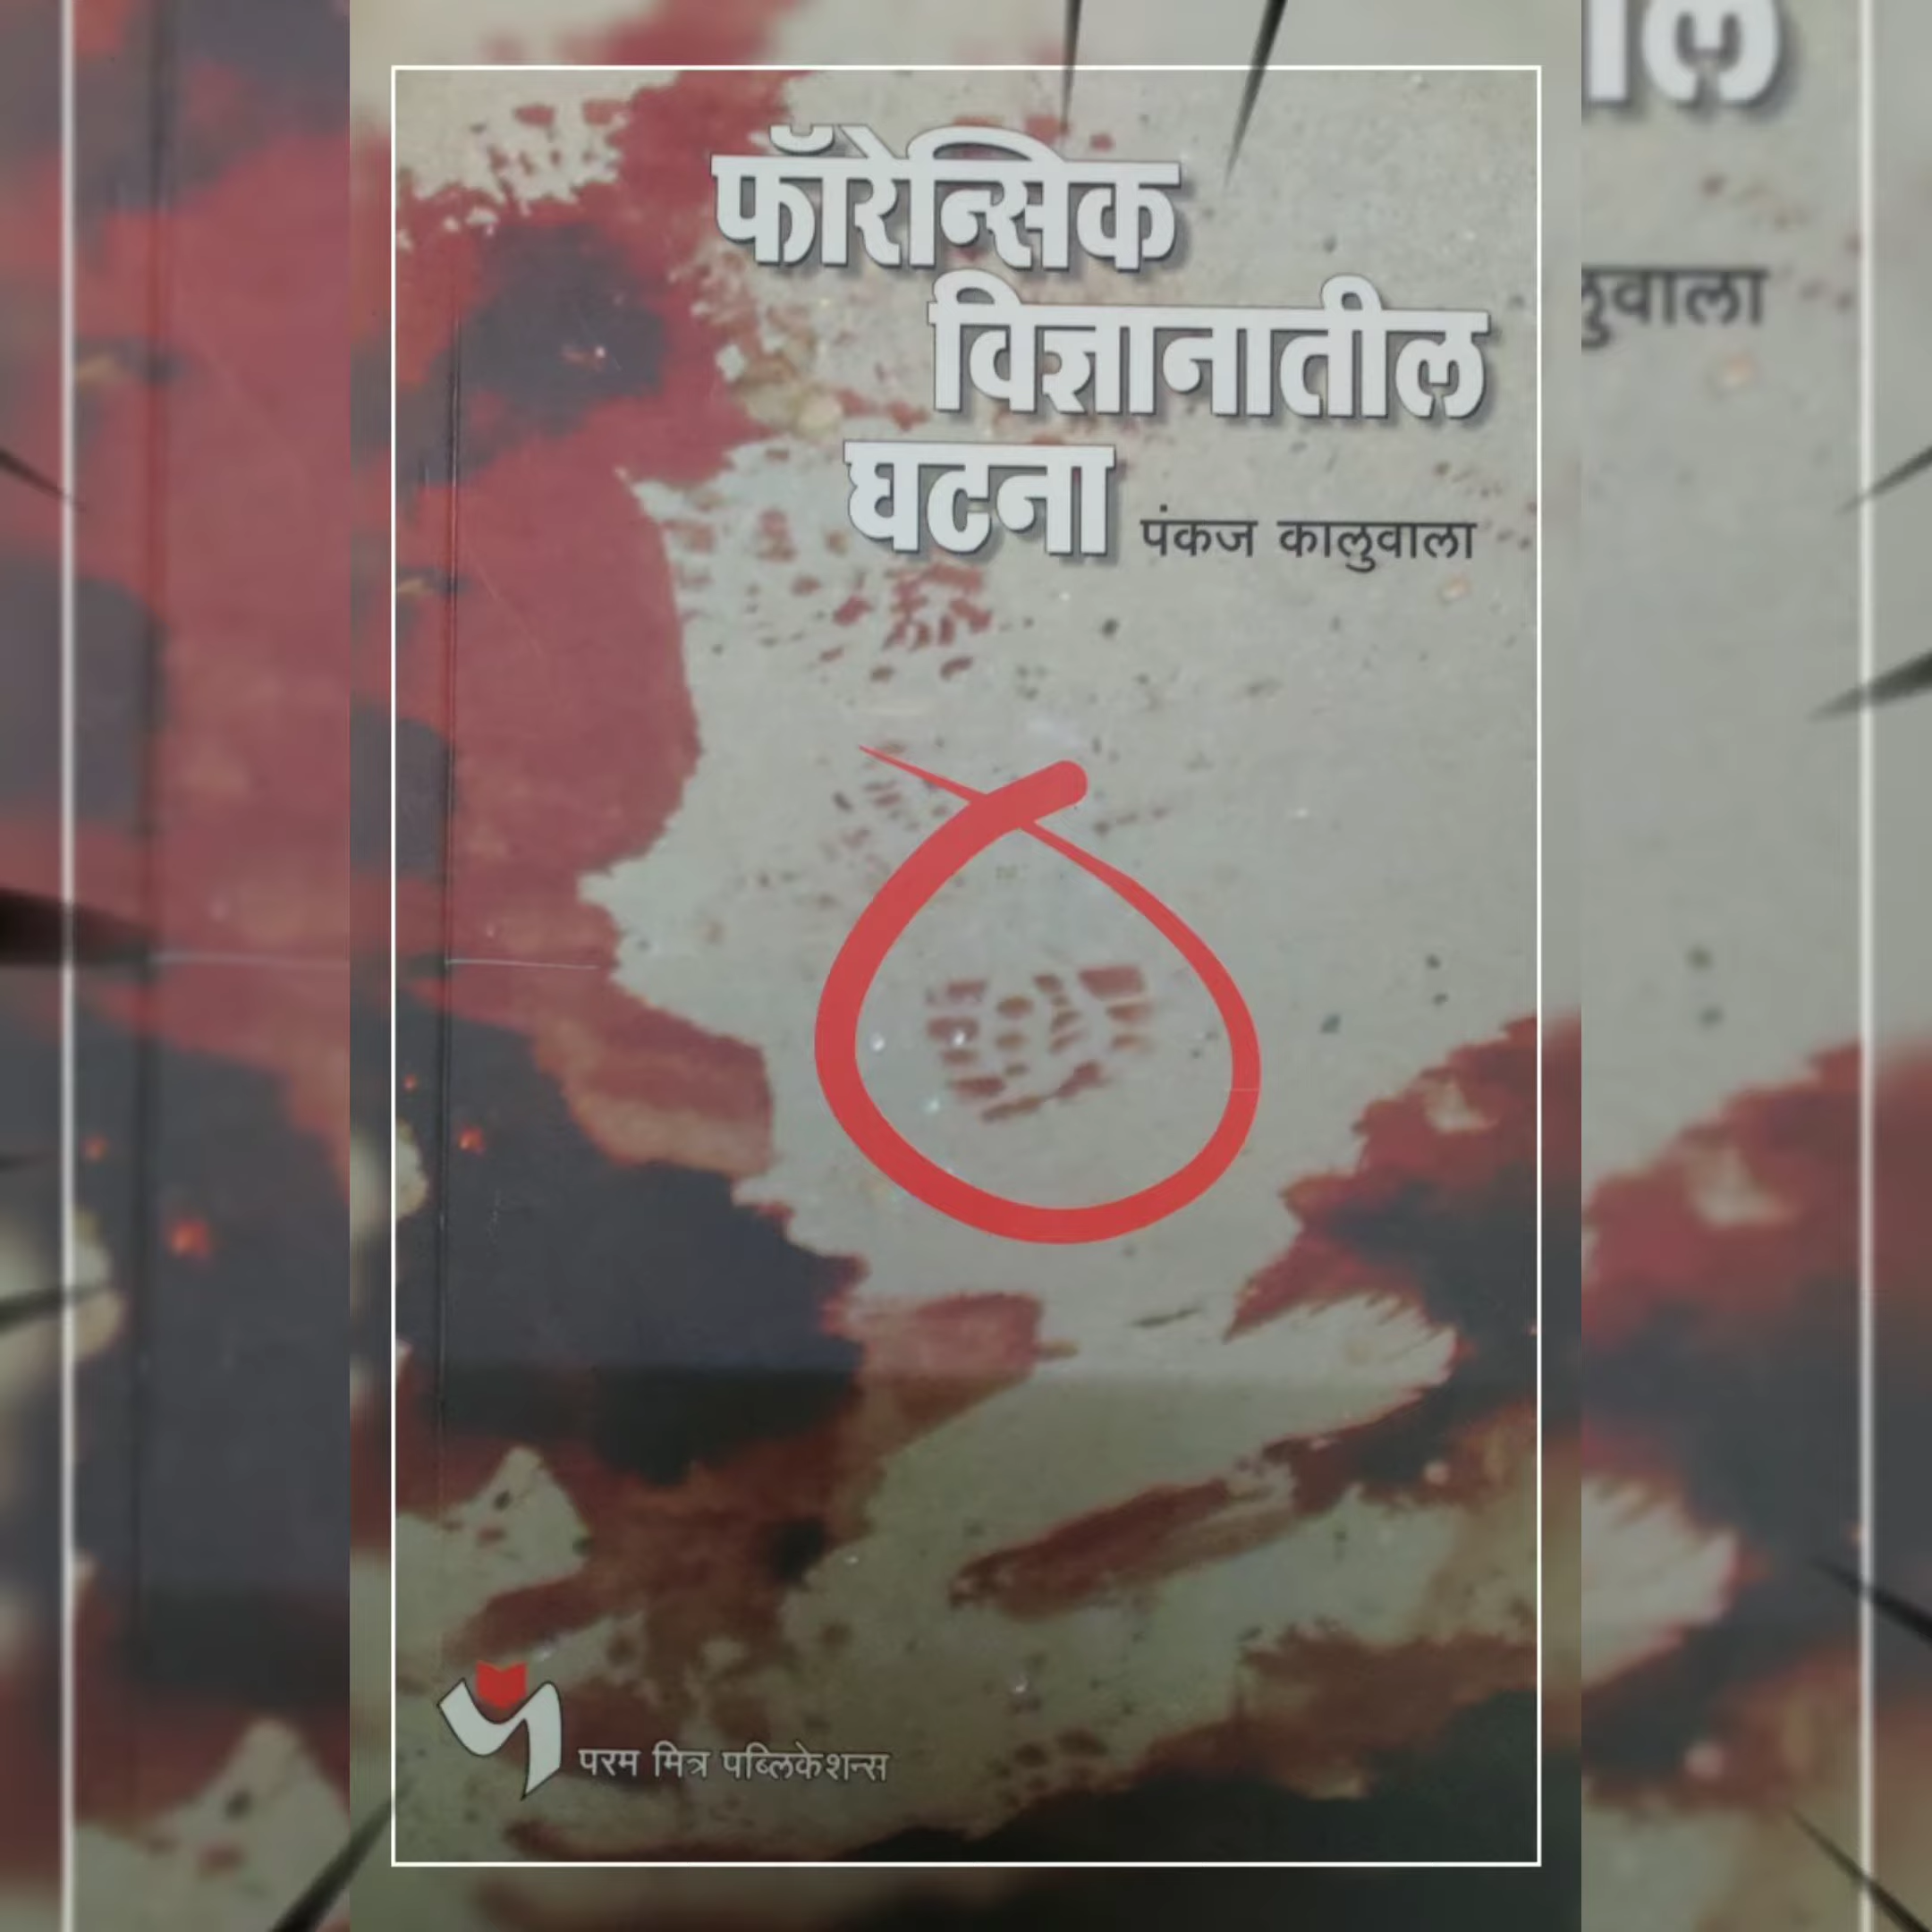 फॉरेन्सिक
विज्ञानातील
घटना
पंकज कालुवाला
परम मित्र पब्लिकेशन्स